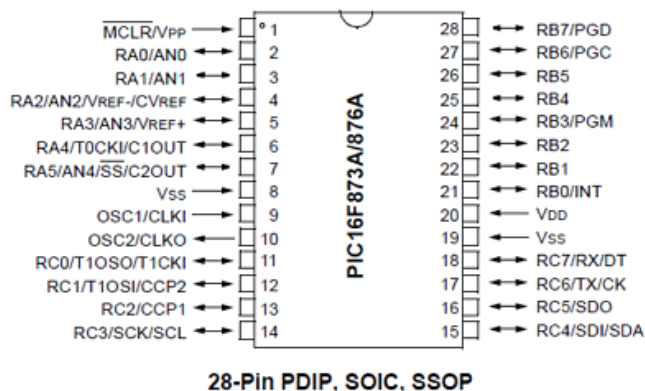 MCLR/VPP 1 28 RB7/PGD
RA0/AN0 2 27 RB6/PGC
RA1/AN1 3 26 RB5
RA2/AN2/VREF-/CVREF 4 25 RB4
RA3/AN3/VREF+ 5 24 RB3/PGM
RA4/T0CKI/C1OUT 6 23 RB2
RA5/AN4/SS/C2OUT 7 22 RB1
VSS 8 21 RB0/INT
OSC1/CLKI 9 20 VDD
OSC2/CLKO 10 19 VSS
RC0/T1OSO/T1CKI 11 18 RC7/RX/DT
RC1/T1OSI/CCP2 12 17 RC6/TX/CK
RC2/CCP1 13 16 RC5/SDO
RC3/SCK/SCL 14 15 RC4/SDI/SDA
PIC16F873A/876A
28-Pin PDIP, SOIC, SSOP